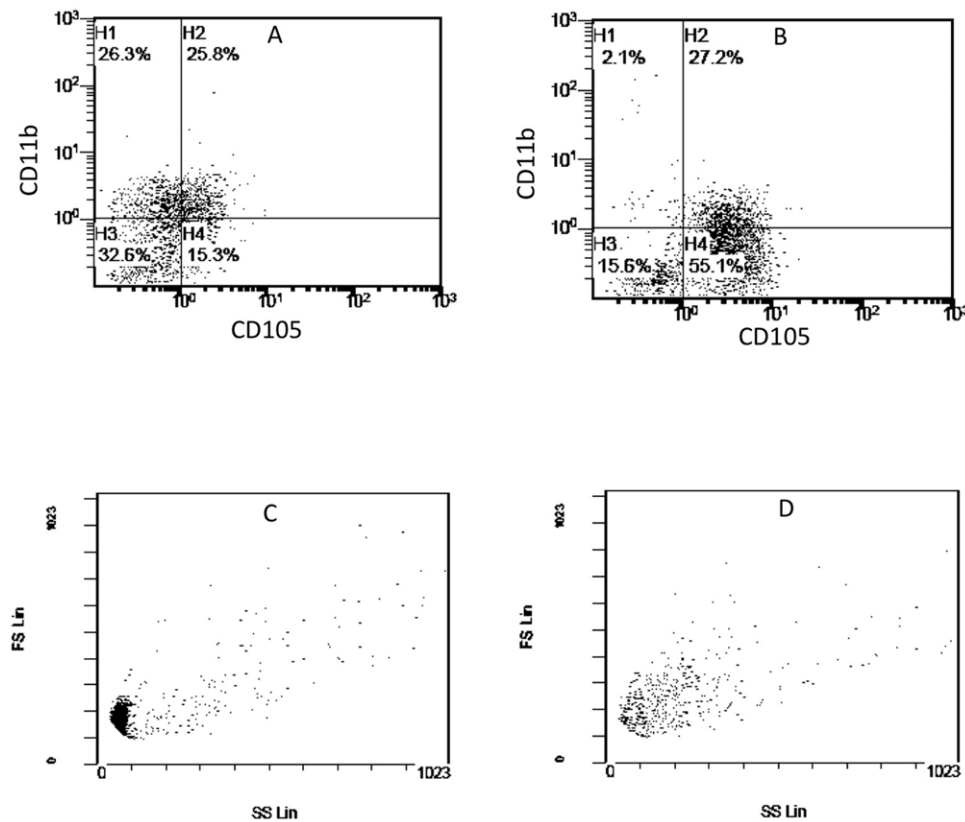 A
H1
26.3%
H2
25.8%
H3
32.6%
H4
15.3%
10³
10²
10¹
10⁰
CD11b
10⁰ 10¹ 10² 10³
CD105
B
H1
2.1%
H2
27.2%
H3
15.6%
H4
55.1%
10³
10²
10¹
10⁰
CD11b
10⁰ 10¹ 10² 10³
CD105
C
1023
FS Lin
0
0 1023
SS Lin
D
1023
FS Lin
0
0 1023
SS Lin